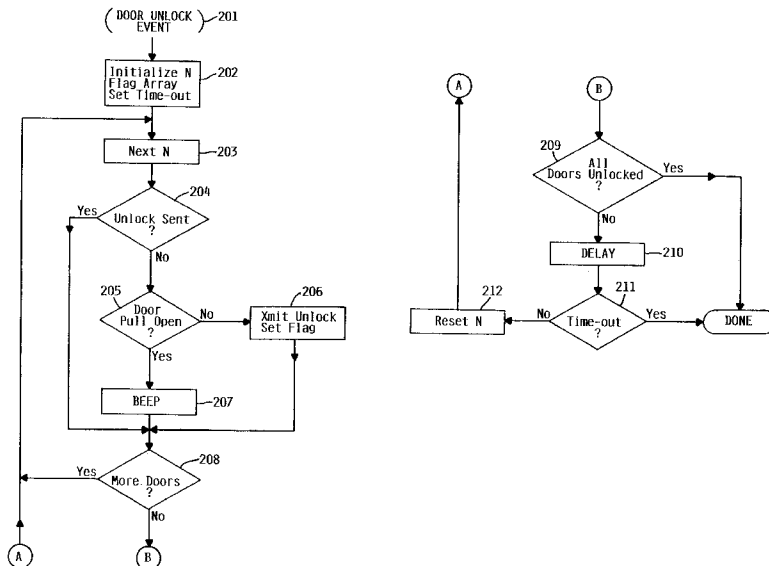 DOOR UNLOCK
EVENT
201
Initialize N
Flag Array
Set Time-out
202
Next N
203
204
Yes
Unlock Sent
?
No
205
Door
Pull Open
?
No
Yes
206
Xmit Unlock
Set Flag
BEEP
207
208
Yes
More Doors
?
No
A
B
A
B
209
All
Doors Unlocked
?
Yes
No
DELAY
210
211
212
Reset N
No
Time-out
?
Yes
DONE